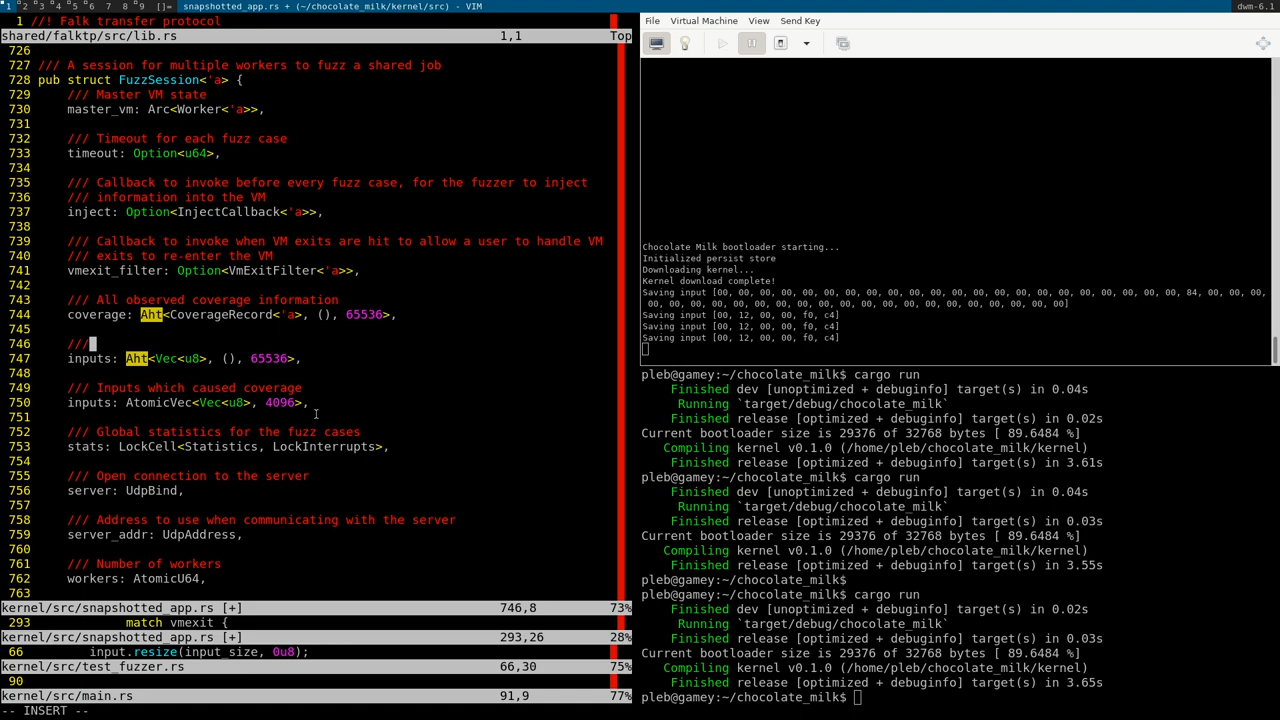 1 2 3 4 5 6 7 8 9 []= snapshotted_app.rs + (~/chocolate_milk/kernel/src) - VIM dwm-6.1
1 //! Falk transfer protocol
shared/falktp/src/lib.rs 1,1 Top
726
727 /// A session for multiple workers to fuzz a shared job
728 pub struct FuzzSession<'a> {
729 /// Master VM state
730 master_vm: Arc<Worker<'a>>,
731
732 /// Timeout for each fuzz case
733 timeout: Option<u64>,
734
735 /// Callback to invoke before every fuzz case, for the fuzzer to inject
736 /// information into the VM
737 inject: Option<InjectCallback<'a>>,
738
739 /// Callback to invoke when VM exits are hit to allow a user to handle VM
740 /// exits to re-enter the VM
741 vmexit_filter: Option<VmExitFilter<'a>>,
742
743 /// All observed coverage information
744 coverage: Aht<CoverageRecord<'a>, (), 65536>,
745
746 ///
747 inputs: Aht<Vec<u8>, (), 65536>,
748
749 /// Inputs which caused coverage
750 inputs: AtomicVec<Vec<u8>, 4096>,
751
752 /// Global statistics for the fuzz cases
753 stats: LockCell<Statistics, LockInterrupts>,
754
755 /// Open connection to the server
756 server: UdpBind,
757
758 /// Address to use when communicating with the server
759 server_addr: UdpAddress,
760
761 /// Number of workers
762 workers: AtomicU64,
763
kernel/src/snapshotted_app.rs [+] 746,8 73%
293 match vmexit {
kernel/src/snapshotted_app.rs [+] 293,26 28%
66 input.resize(input_size, 0u8);
kernel/src/test_fuzzer.rs 66,30 75%
90
kernel/src/main.rs 91,9 77%
-- INSERT --
File Virtual Machine View Send Key
Chocolate Milk bootloader starting...
Initialized persist store
Downloading kernel...
Kernel download complete!
Saving input [00, 00, 00, 00, 00, 00, 00, 00, 00, 00, 00, 00, 00, 00, 00, 00, 00, 00, 00, 00, 00, 00, 00, 00, 00, 00, 84, 00, 00, 00,
00, 00, 00, 00, 00, 00, 00, 00, 00, 00, 00, 00, 00, 00, 00, 00, 00, 00, 00, 00, 00, 00, 00]
Saving input [00, 12, 00, 00, f0, c4]
Saving input [00, 12, 00, 00, f0, c4]
Saving input [00, 12, 00, 00, f0, c4]
pleb@gamey:~/chocolate_milk$ cargo run
Finished dev [unoptimized + debuginfo] target(s) in 0.04s
Running `target/debug/chocolate_milk`
Finished release [optimized + debuginfo] target(s) in 0.02s
Current bootloader size is 29376 of 32768 bytes [ 89.6484 %]
Compiling kernel v0.1.0 (/home/pleb/chocolate_milk/kernel)
Finished release [optimized + debuginfo] target(s) in 3.61s
pleb@gamey:~/chocolate_milk$ cargo run
Finished dev [unoptimized + debuginfo] target(s) in 0.04s
Running `target/debug/chocolate_milk`
Finished release [optimized + debuginfo] target(s) in 0.03s
Current bootloader size is 29376 of 32768 bytes [ 89.6484 %]
Compiling kernel v0.1.0 (/home/pleb/chocolate_milk/kernel)
Finished release [optimized + debuginfo] target(s) in 3.55s
pleb@gamey:~/chocolate_milk$
pleb@gamey:~/chocolate_milk$ cargo run
Finished dev [unoptimized + debuginfo] target(s) in 0.02s
Running `target/debug/chocolate_milk`
Finished release [optimized + debuginfo] target(s) in 0.03s
Current bootloader size is 29376 of 32768 bytes [ 89.6484 %]
Compiling kernel v0.1.0 (/home/pleb/chocolate_milk/kernel)
Finished release [optimized + debuginfo] target(s) in 3.65s
pleb@gamey:~/chocolate_milk$